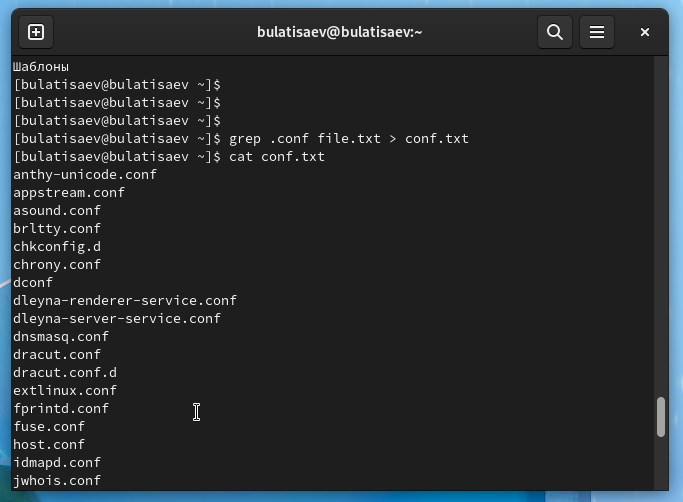 bulatisaev@bulatisaev:~
Шаблоны
[bulatisaev@bulatisaev ~]$
[bulatisaev@bulatisaev ~]$
[bulatisaev@bulatisaev ~]$
[bulatisaev@bulatisaev ~]$ grep .conf file.txt > conf.txt
[bulatisaev@bulatisaev ~]$ cat conf.txt
anthy-unicode.conf
appstream.conf
asound.conf
brltty.conf
chkconfig.d
chrony.conf
dconf
dleyna-renderer-service.conf
dleyna-server-service.conf
dnsmasq.conf
dracut.conf
dracut.conf.d
extlinux.conf
fprintd.conf
fuse.conf
host.conf
idmapd.conf
jwhois.conf